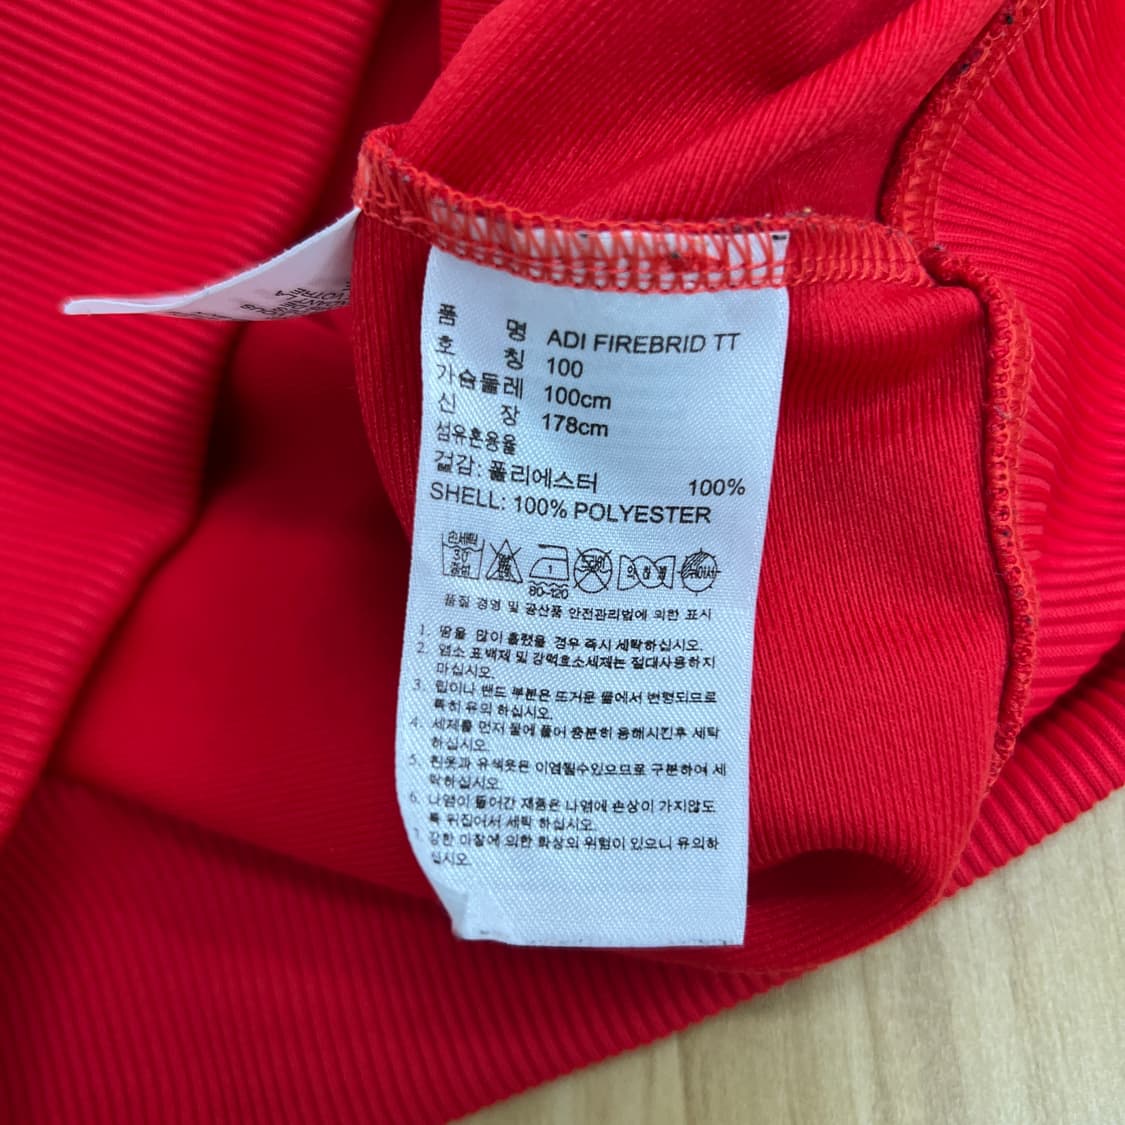 품 명 ADI FIREBRID TT
호 칭 100
가슴둘레 100cm
신 장 178cm
섬유혼용율
겉감: 폴리에스터 100%
SHELL: 100% POLYESTER
손세탁
30
중성
80~120
품질 경영 및 공산품 안전관리법에 의한 표시
1. 땀을 많이 흘렸을 경우 즉시 세탁하십시오.
2. 염소 표백제 및 강력효소세제는 절대사용하지
마십시오.
3. 립이나 밴드 부분은 뜨거운 물에서 변형되므로
특히 유의 하십시오.
4. 세제를 먼저 물에 풀어 충분히 용해시킨후 세탁
하십시오.
5. 흰옷과 유색옷은 이염될수있으므로 구분하여 세
탁하십시오.
6. 나염이 들어간 제품은 나염에 손상이 가지않도
록 뒤집어서 세탁 하십시오.
7. 강한 마찰에 의한 화상의 위험이 있으니 유의하
십시오.